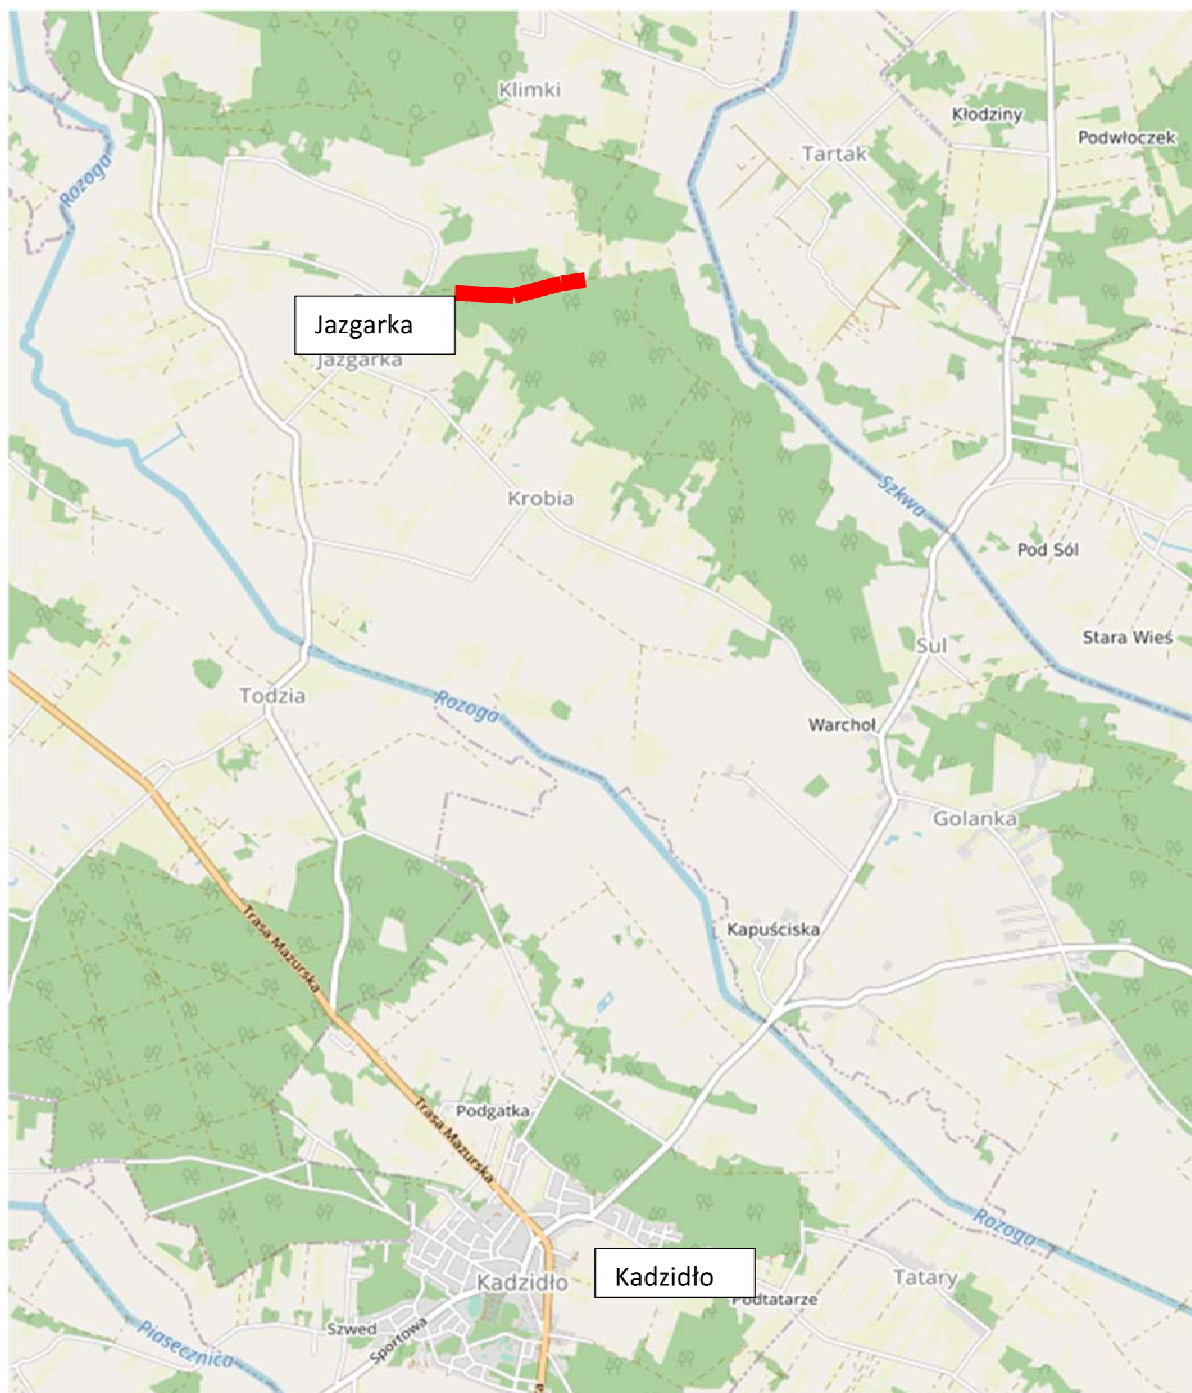 Klimki
Kłodziny
Podwłoczek
Tartak
Rozoga
Jazgarka
Jazgarka
Szkwa
Krobia
Pod Sól
Stara Wieś
Sul
Todzia
Rozoga
Warchoł
Golanka
Trasa Mazurska
Kapuściska
Podgatka
Trasa Mazurska
Rozoga
Kadzidło
Kadzidło
Tatary
Podtatarze
Szwed
Sportowa
Piasecznica